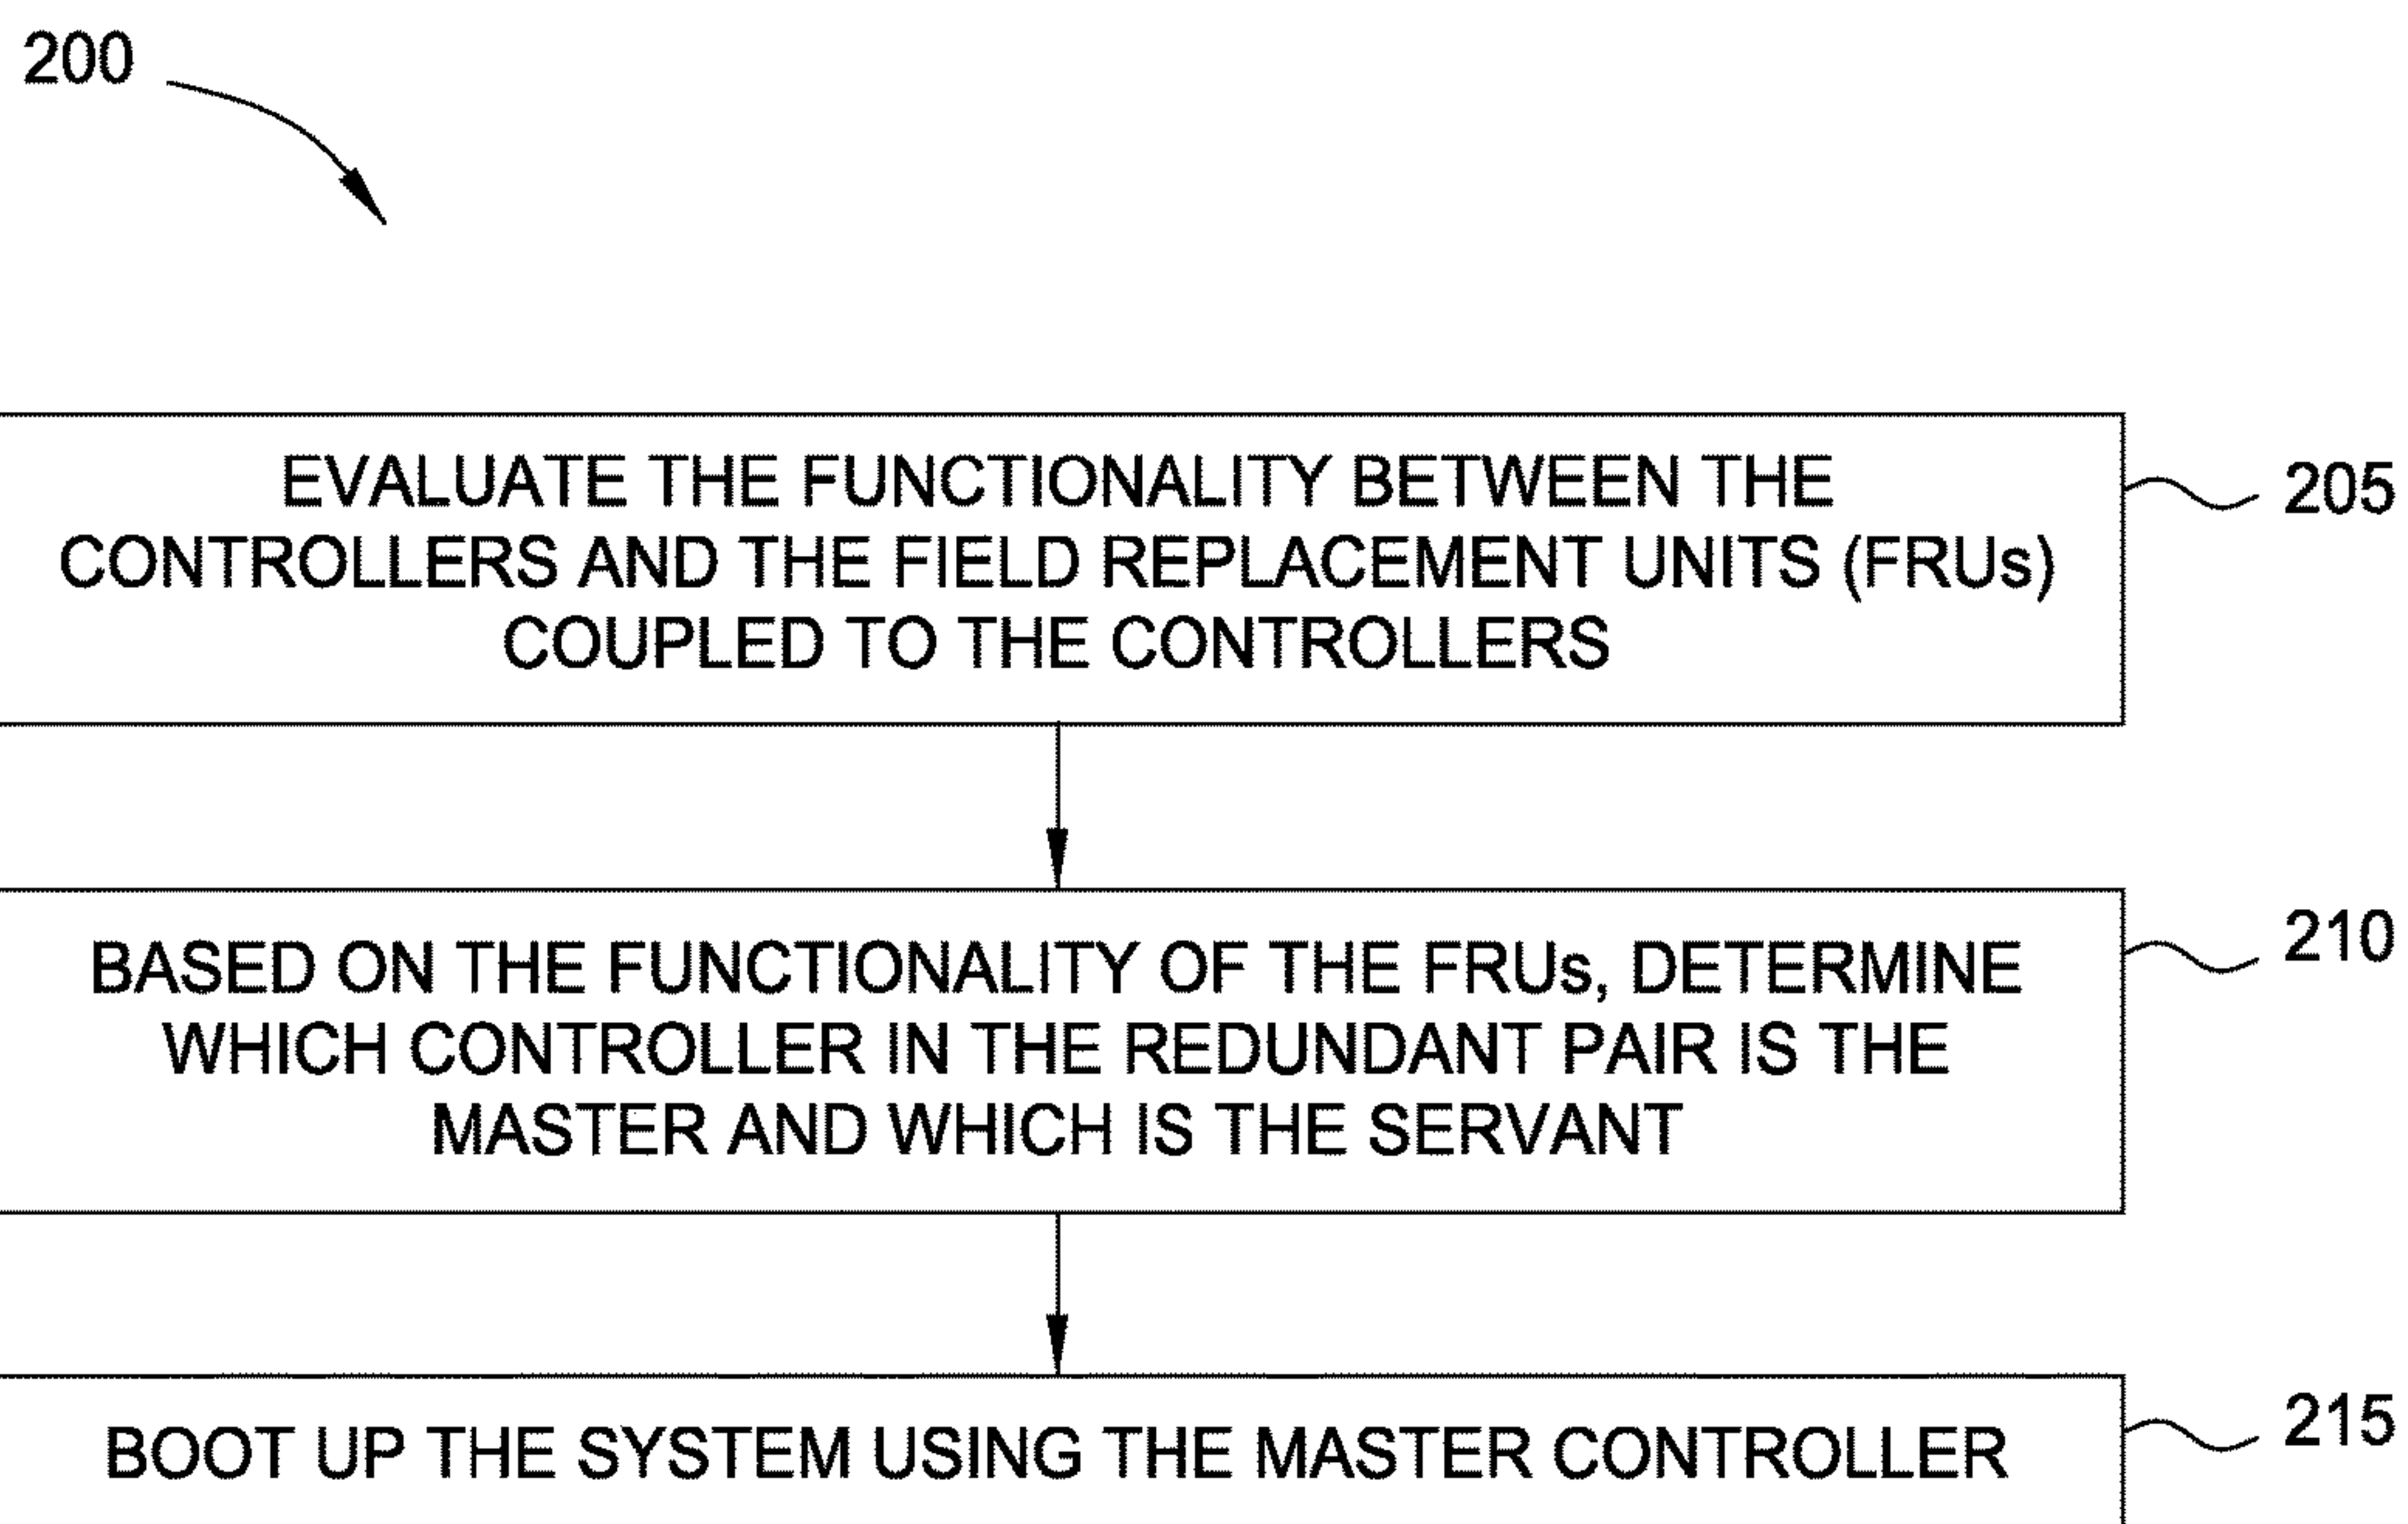 200
EVALUATE THE FUNCTIONALITY BETWEEN THE
CONTROLLERS AND THE FIELD REPLACEMENT UNITS (FRUs)
COUPLED TO THE CONTROLLERS
205
BASED ON THE FUNCTIONALITY OF THE FRUs, DETERMINE
WHICH CONTROLLER IN THE REDUNDANT PAIR IS THE
MASTER AND WHICH IS THE SERVANT
210
BOOT UP THE SYSTEM USING THE MASTER CONTROLLER
215